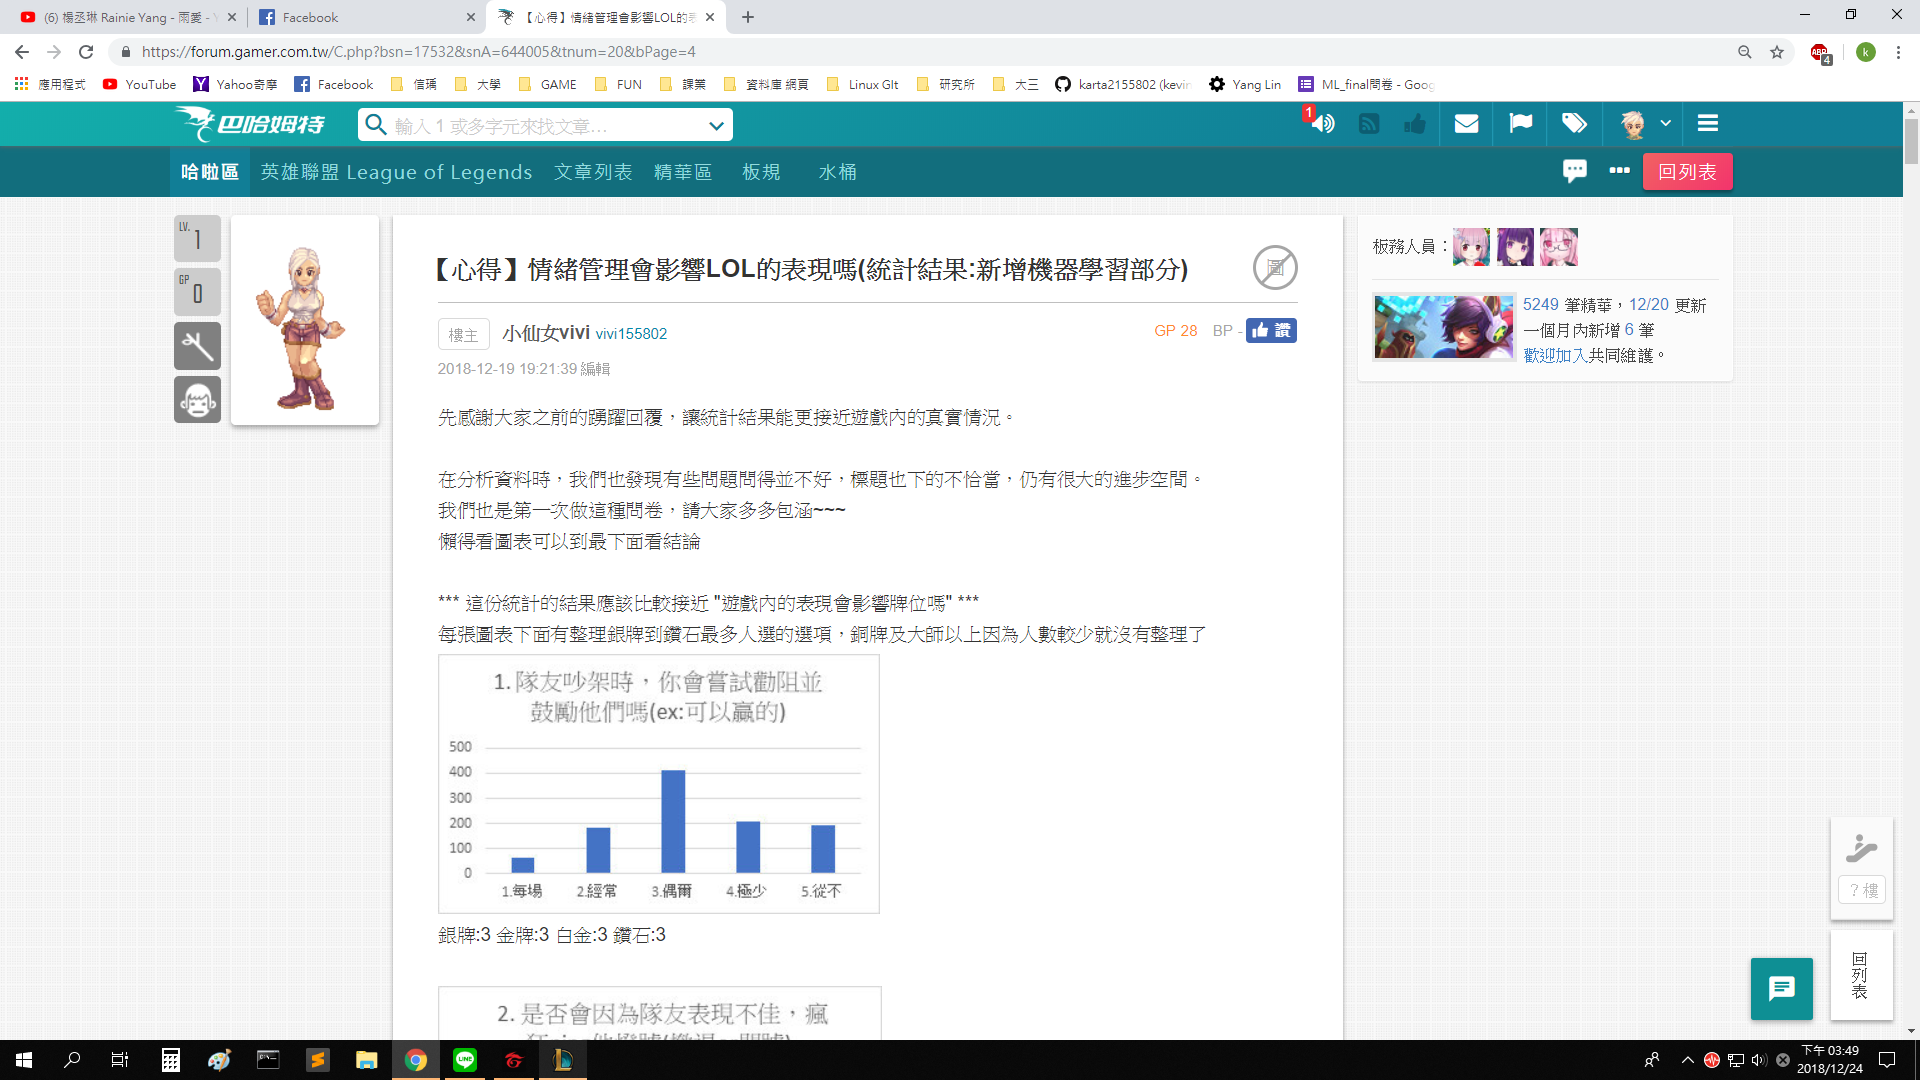 (6) 楊丞琳 Rainie Yang - 雨愛 -
Facebook
【心得】情緒管理會影響LOL的
https://forum.gamer.com.tw/C.php?bsn=17532&snA=644005&tnum=20&bPage=4
ABP
4
k
應用程式
YouTube
Yahoo奇摩
Facebook
信瑀
大學
GAME
FUN
課業
資料庫 網頁
Linux GIt
研究所
大三
karta2155802 (kevin
Yang Lin
ML_final問卷 - Goog
巴哈姆特
輸入 1 或多字元來找文章…
1
哈啦區
英雄聯盟 League of Legends
文章列表
精華區
板規
水桶
回列表
LV.
1
GP
0
【心得】情緒管理會影響LOL的表現嗎(統計結果:新增機器學習部分)
圖
樓主
小仙女vivi vivi155802
GP 28
BP -
讚
2018-12-19 19:21:39 編輯
先感謝大家之前的踴躍回覆，讓統計結果能更接近遊戲內的真實情況。
在分析資料時，我們也發現有些問題問得並不好，標題也下的不恰當，仍有很大的進步空間。
我們也是第一次做這種問卷，請大家多多包涵~~~
懶得看圖表可以到最下面看結論
*** 這份統計的結果應該比較接近 "遊戲內的表現會影響牌位嗎" ***
每張圖表下面有整理銀牌到鑽石最多人選的選項，銅牌及大師以上因為人數較少就沒有整理了
1. 隊友吵架時，你會嘗試勸阻並
鼓勵他們嗎(ex:可以贏的)
500
400
300
200
100
0
1.每場
2.經常
3.偶爾
4.極少
5.從不
銀牌:3 金牌:3 白金:3 鑽石:3
2. 是否會因為隊友表現不佳，瘋
板務人員：
5249 筆精華，12/20 更新
一個月內新增 6 筆
歡迎加入共同維護。
? 樓
回列表
下午 03:49
2018/12/24